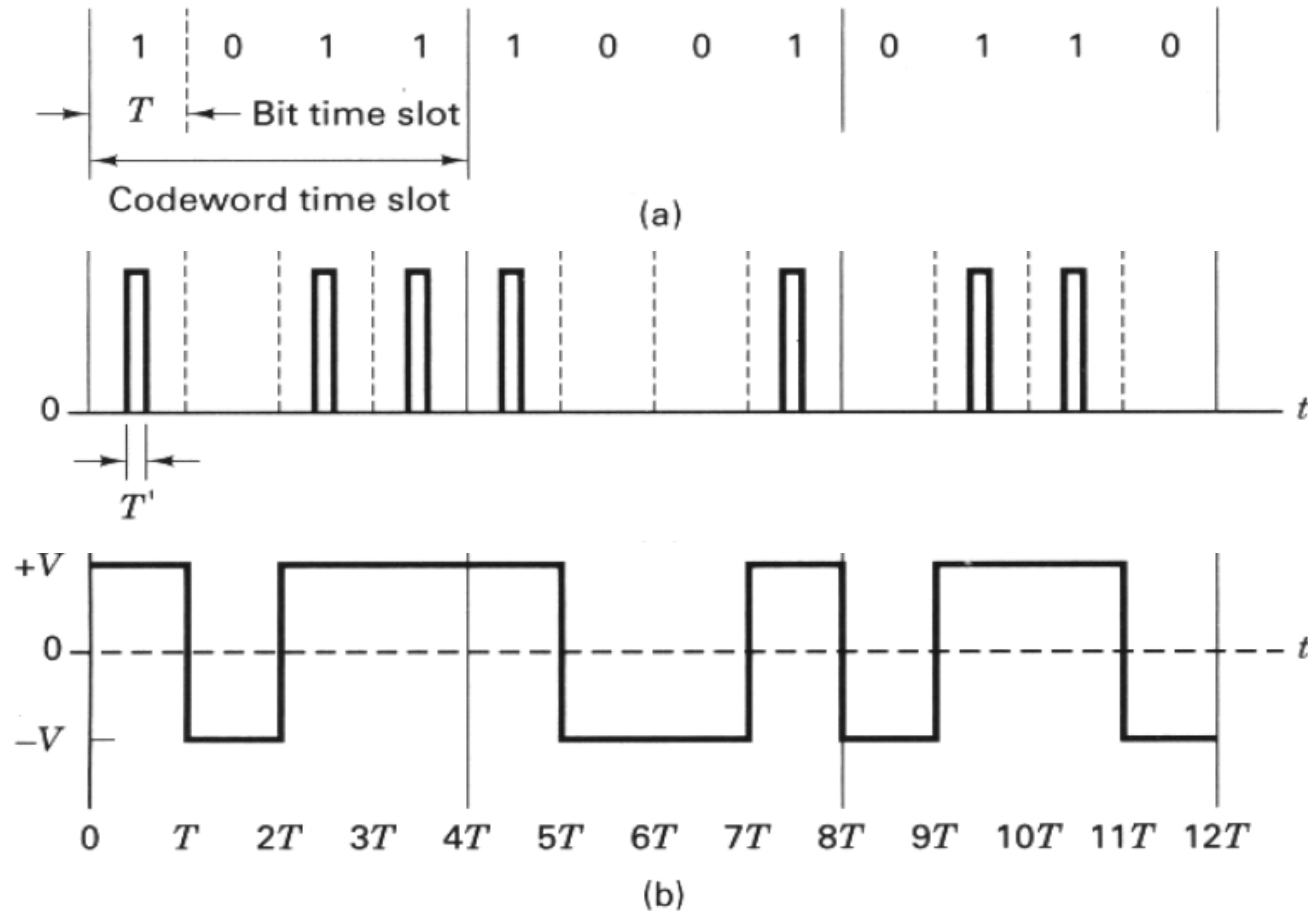 1 0 1 1 1 0 0 1 0 1 1 0
T Bit time slot
Codeword time slot
(a)
0 t
T'
+V
0 t
−V
0 T 2T 3T 4T 5T 6T 7T 8T 9T 10T 11T 12T
(b)